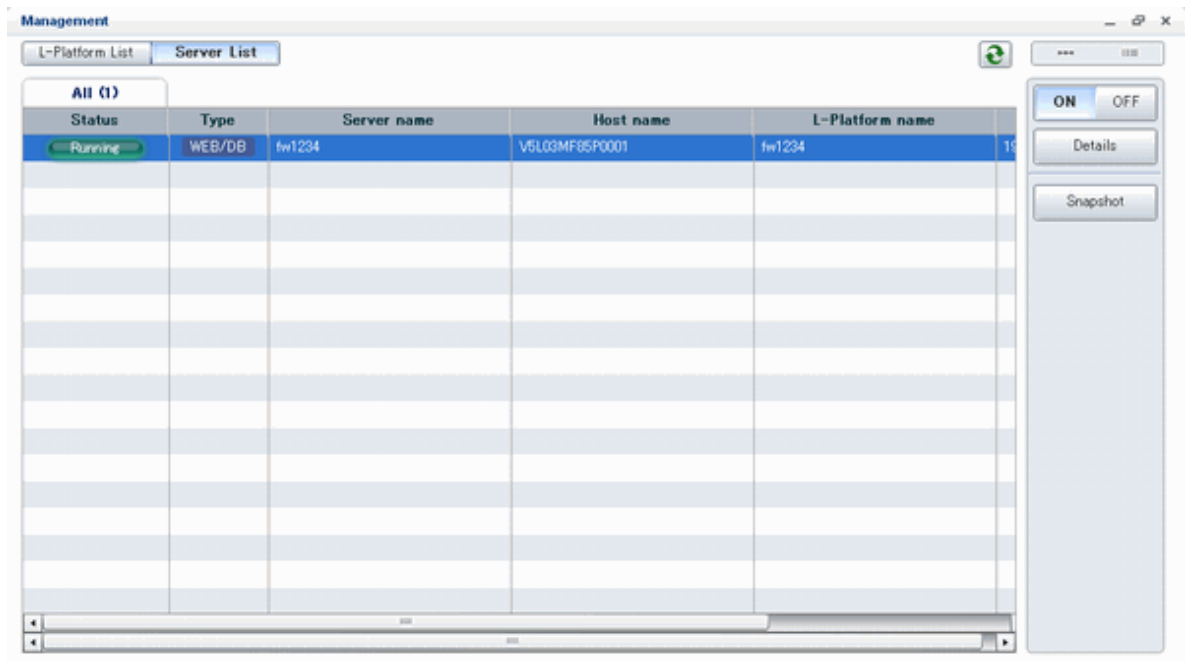 Management
L-Platform List Server List
All (1)
ON OFF
Status Type Server name Host name L-Platform name
Running WEB/DB fw1234 V5L03MF85P0001 fw1234 19
Details
Snapshot